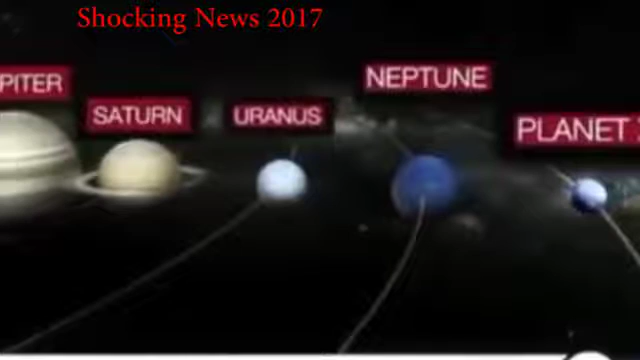 Shocking News 2017
PITER
SATURN
URANUS
NEPTUNE
PLANET